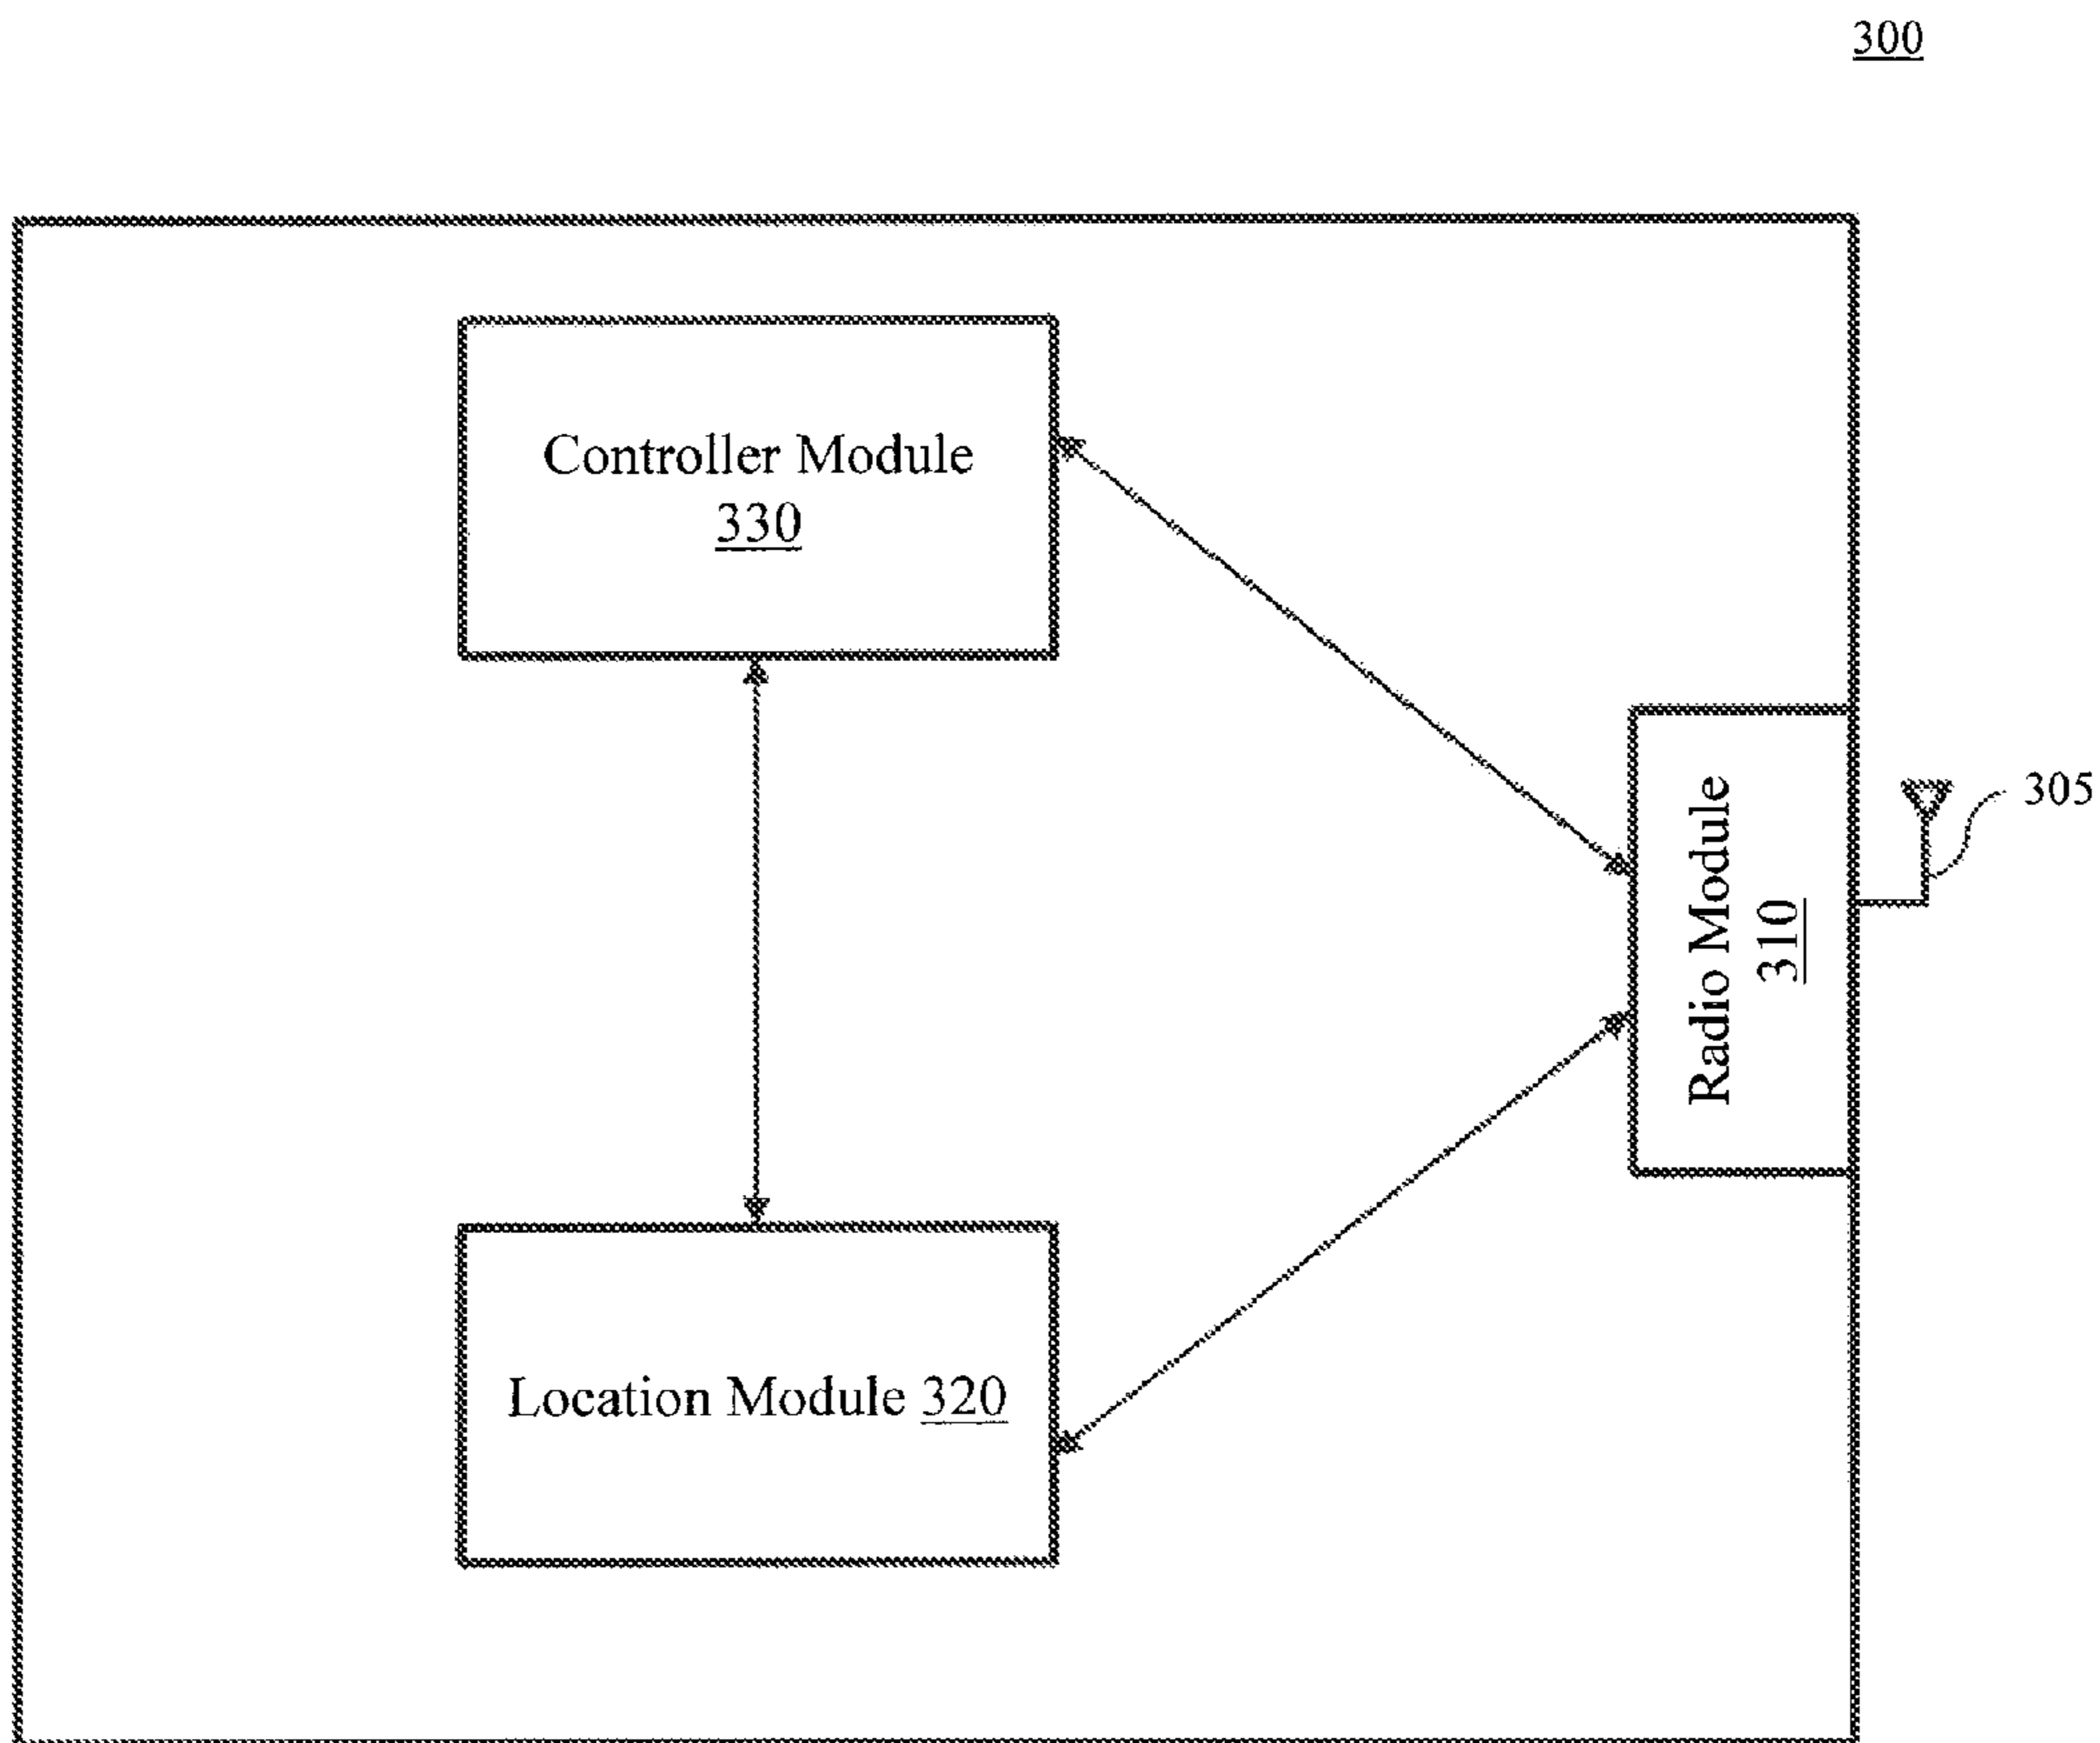 300
Controller Module
330
305
Radio Module
310
Location Module 320